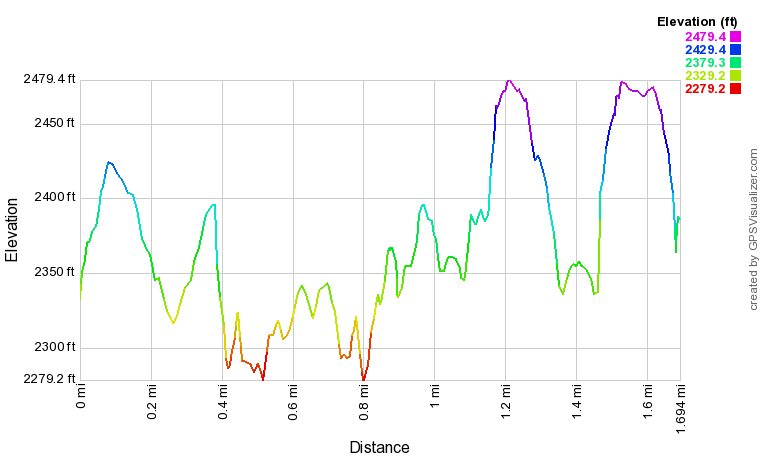 Elevation (ft)
2479.4
2429.4
2379.3
2329.2
2279.2
2479.4 ft
2450 ft
2400 ft
2350 ft
2300 ft
2279.2 ft
Elevation
0 mi
0.2 mi
0.4 mi
0.6 mi
0.8 mi
1 mi
1.2 mi
1.4 mi
1.6 mi
1.694 mi
Distance
created by GPSVisualizer.com